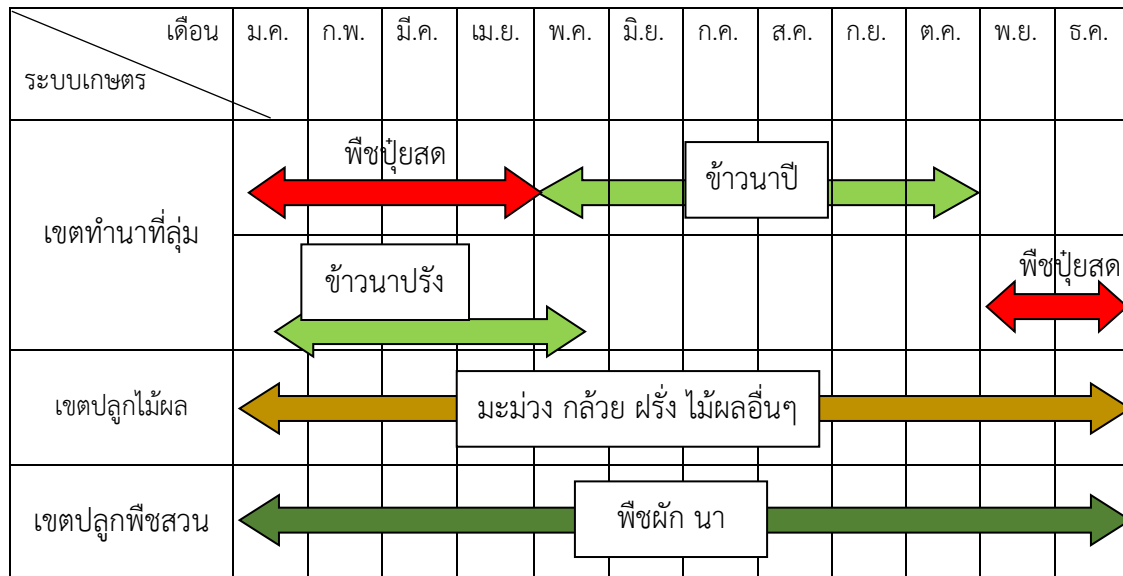 เดือน ม.ค. ก.พ. มี.ค. เม.ย. พ.ค. มิ.ย. ก.ค. ส.ค. ก.ย. ต.ค. พ.ย. ธ.ค.
ระบบเกษตร
พืชปุ๋ยสด
ข้าวนาปี
เขตทำนาที่ลุ่ม
ข้าวนาปรัง
พืชปุ๋ยสด
เขตปลูกไม้ผล
มะม่วง กล้วย ฝรั่ง ไม้ผลอื่นๆ
เขตปลูกพืชสวน
พืชผัก นา